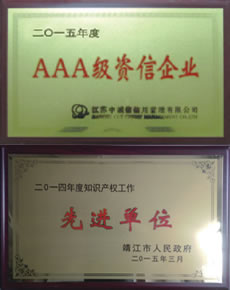 二〇一五年度
AAA级资信企业
二〇一四年度知识产权工作
先进单位
靖江市人民政府
二〇一五年三月